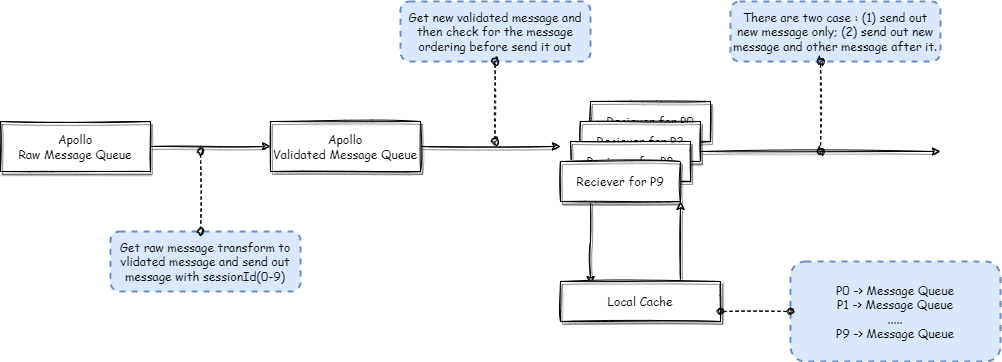 Get new validated message and
then check for the message
ordering before send it out
There are two case : (1) send out
new message only; (2) send out new
message and other message after it.
Apollo
Raw Message Queue
Apollo
Validated Message Queue
Reciever for P0
Reciever for
Reciever for
Reciever for P9
Get raw message transform to
vlidated message and send out
message with sessionId(0-9)
Local Cache
P0 -> Message Queue
P1 -> Message Queue
.....
P9 -> Message Queue